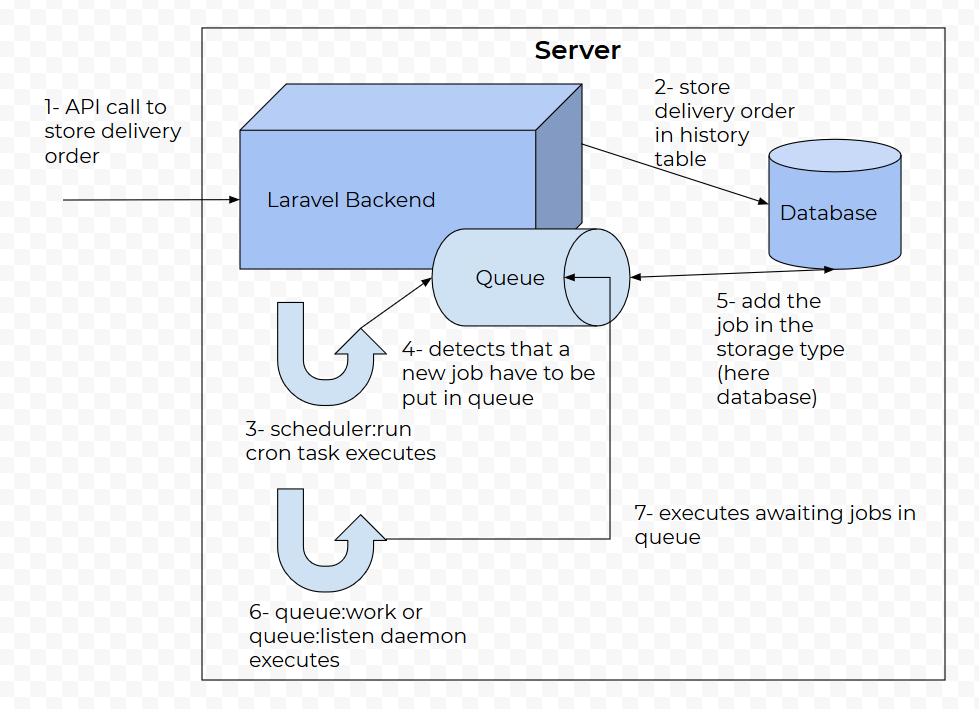 Server
1- API call to
store delivery
order
Laravel Backend
2- store
delivery order
in history
table
Database
Queue
5- add the
job in the
storage type
(here
database)
4- detects that a
new job have to be
put in queue
3- scheduler:run
cron task executes
7- executes awaiting jobs in
queue
6- queue:work or
queue:listen daemon
executes